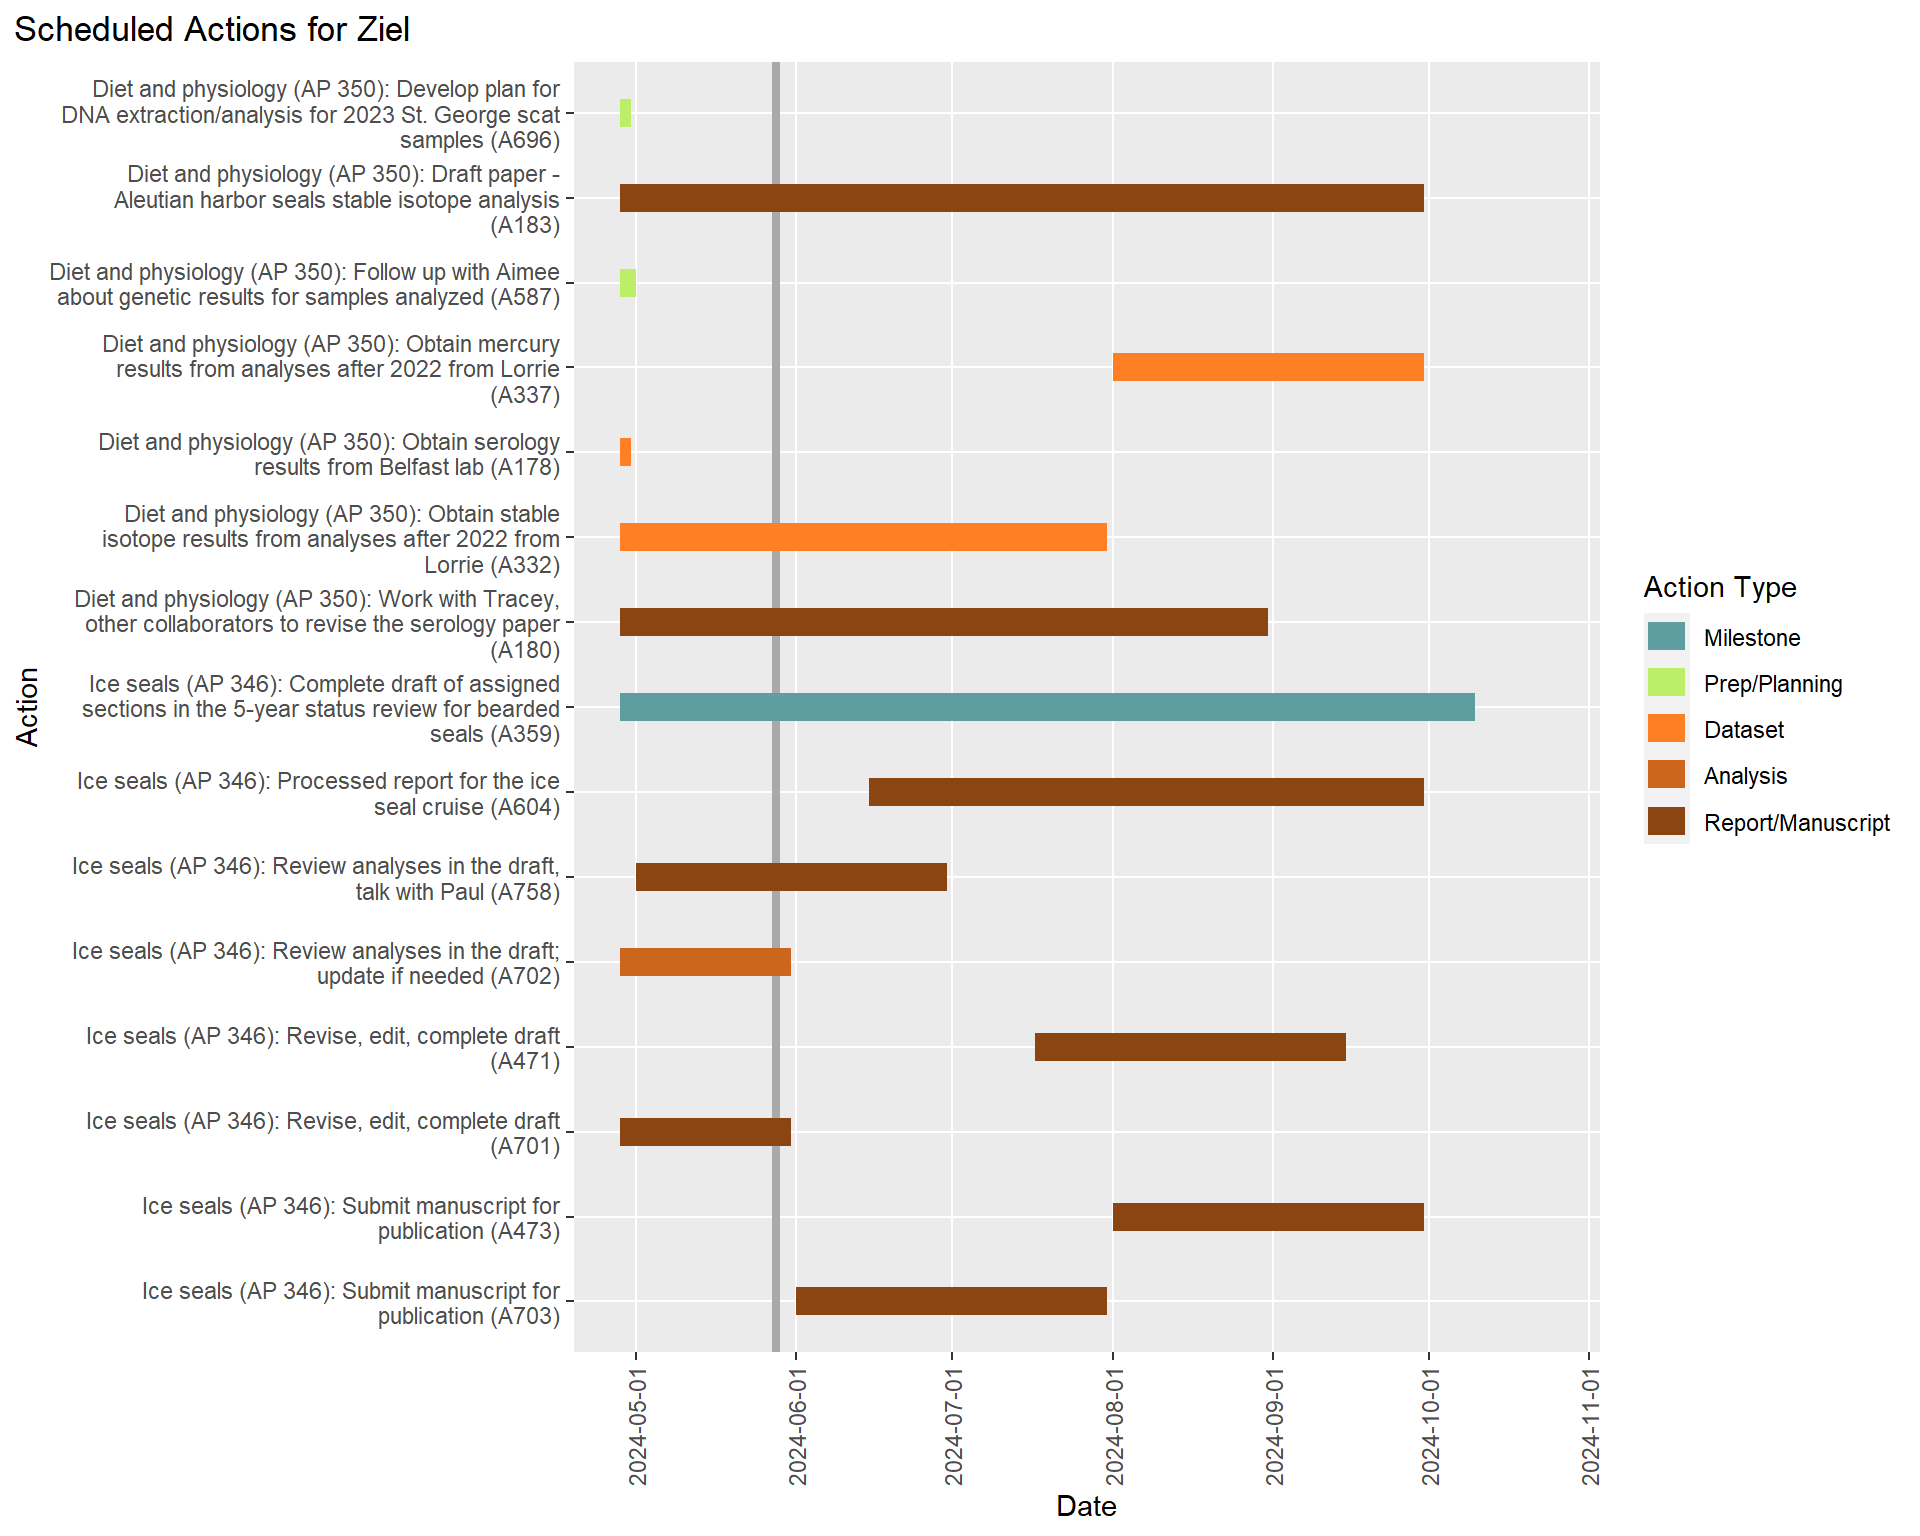 Scheduled Actions for Ziel
Diet and physiology (AP 350): Develop plan for
DNA extraction/analysis for 2023 St. George scat
samples (A696)
Diet and physiology (AP 350): Draft paper -
Aleutian harbor seals stable isotope analysis
(A183)
Diet and physiology (AP 350): Follow up with Aimee
about genetic results for samples analyzed (A587)
Diet and physiology (AP 350): Obtain mercury
results from analyses after 2022 from Lorrie
(A337)
Diet and physiology (AP 350): Obtain serology
results from Belfast lab (A178)
Diet and physiology (AP 350): Obtain stable
isotope results from analyses after 2022 from
Lorrie (A332)
Diet and physiology (AP 350): Work with Tracey,
other collaborators to revise the serology paper
(A180)
Ice seals (AP 346): Complete draft of assigned
sections in the 5-year status review for bearded
seals (A359)
Ice seals (AP 346): Processed report for the ice
seal cruise (A604)
Ice seals (AP 346): Review analyses in the draft,
talk with Paul (A758)
Ice seals (AP 346): Review analyses in the draft;
update if needed (A702)
Ice seals (AP 346): Revise, edit, complete draft
(A471)
Ice seals (AP 346): Revise, edit, complete draft
(A701)
Ice seals (AP 346): Submit manuscript for
publication (A473)
Ice seals (AP 346): Submit manuscript for
publication (A703)
Action
2024-05-01
2024-06-01
2024-07-01
2024-08-01
2024-09-01
2024-10-01
2024-11-01
Date
Action Type
Milestone
Prep/Planning
Dataset
Analysis
Report/Manuscript